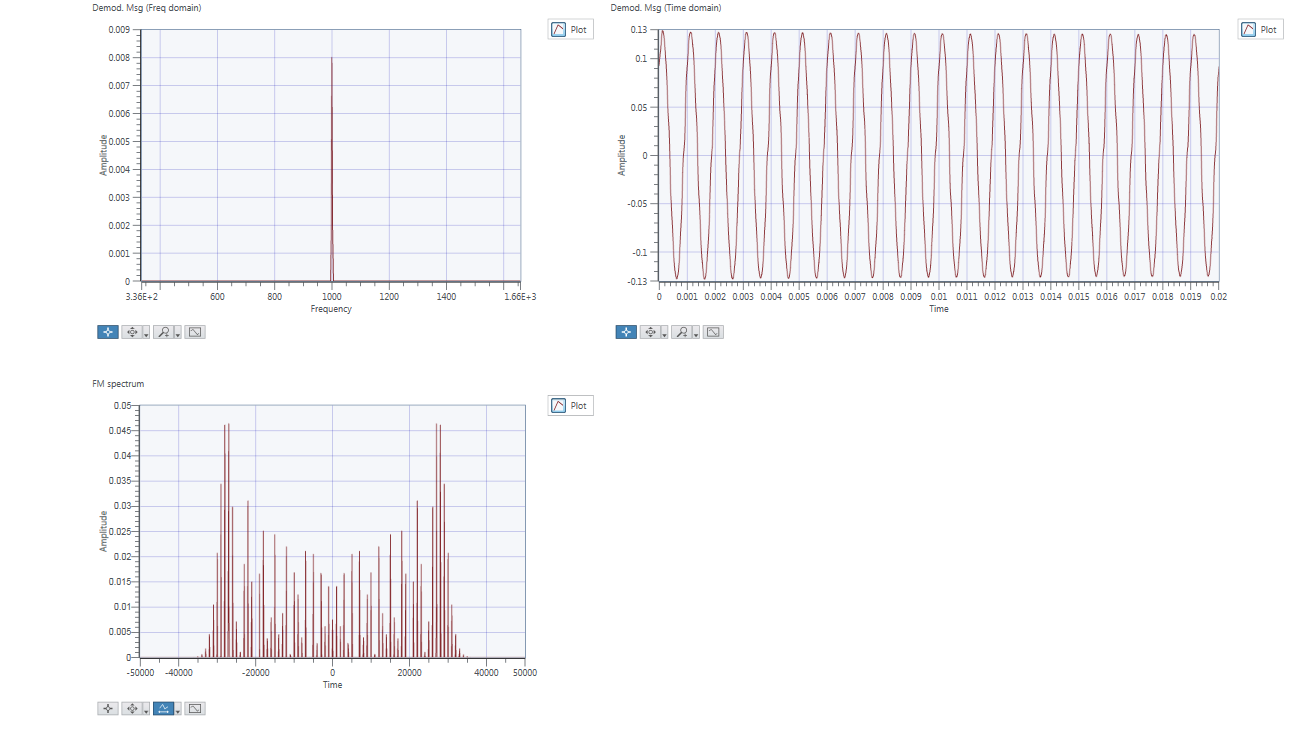 Demod. Msg (Freq domain)
Plot
0.009
0.008
0.007
0.006
0.005
0.004
0.003
0.002
0.001
0
Amplitude
3.36E+2 600 800 1000 1200 1400 1.66E+3
Frequency
Demod. Msg (Time domain)
Plot
0.13
0.1
0.05
0
-0.05
-0.1
-0.13
Amplitude
0 0.001 0.002 0.003 0.004 0.005 0.006 0.007 0.008 0.009 0.01 0.011 0.012 0.013 0.014 0.015 0.016 0.017 0.018 0.019 0.02
Time
FM spectrum
Plot
0.05
0.045
0.04
0.035
0.03
0.025
0.02
0.015
0.01
0.005
0
Amplitude
-50000 -40000 -20000 0 20000 40000 50000
Time